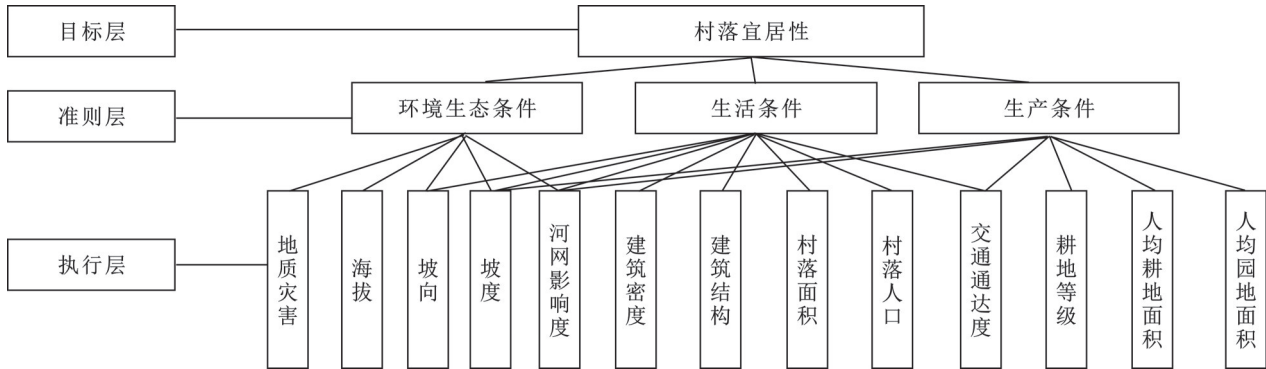 目标层
村落宜居性
准则层
环境生态条件
生活条件
生产条件
执行层
地质灾害
海拔
坡向
坡度
河网影响度
建筑密度
建筑结构
村落面积
村落人口
交通通达度
耕地等级
人均耕地面积
人均园地面积